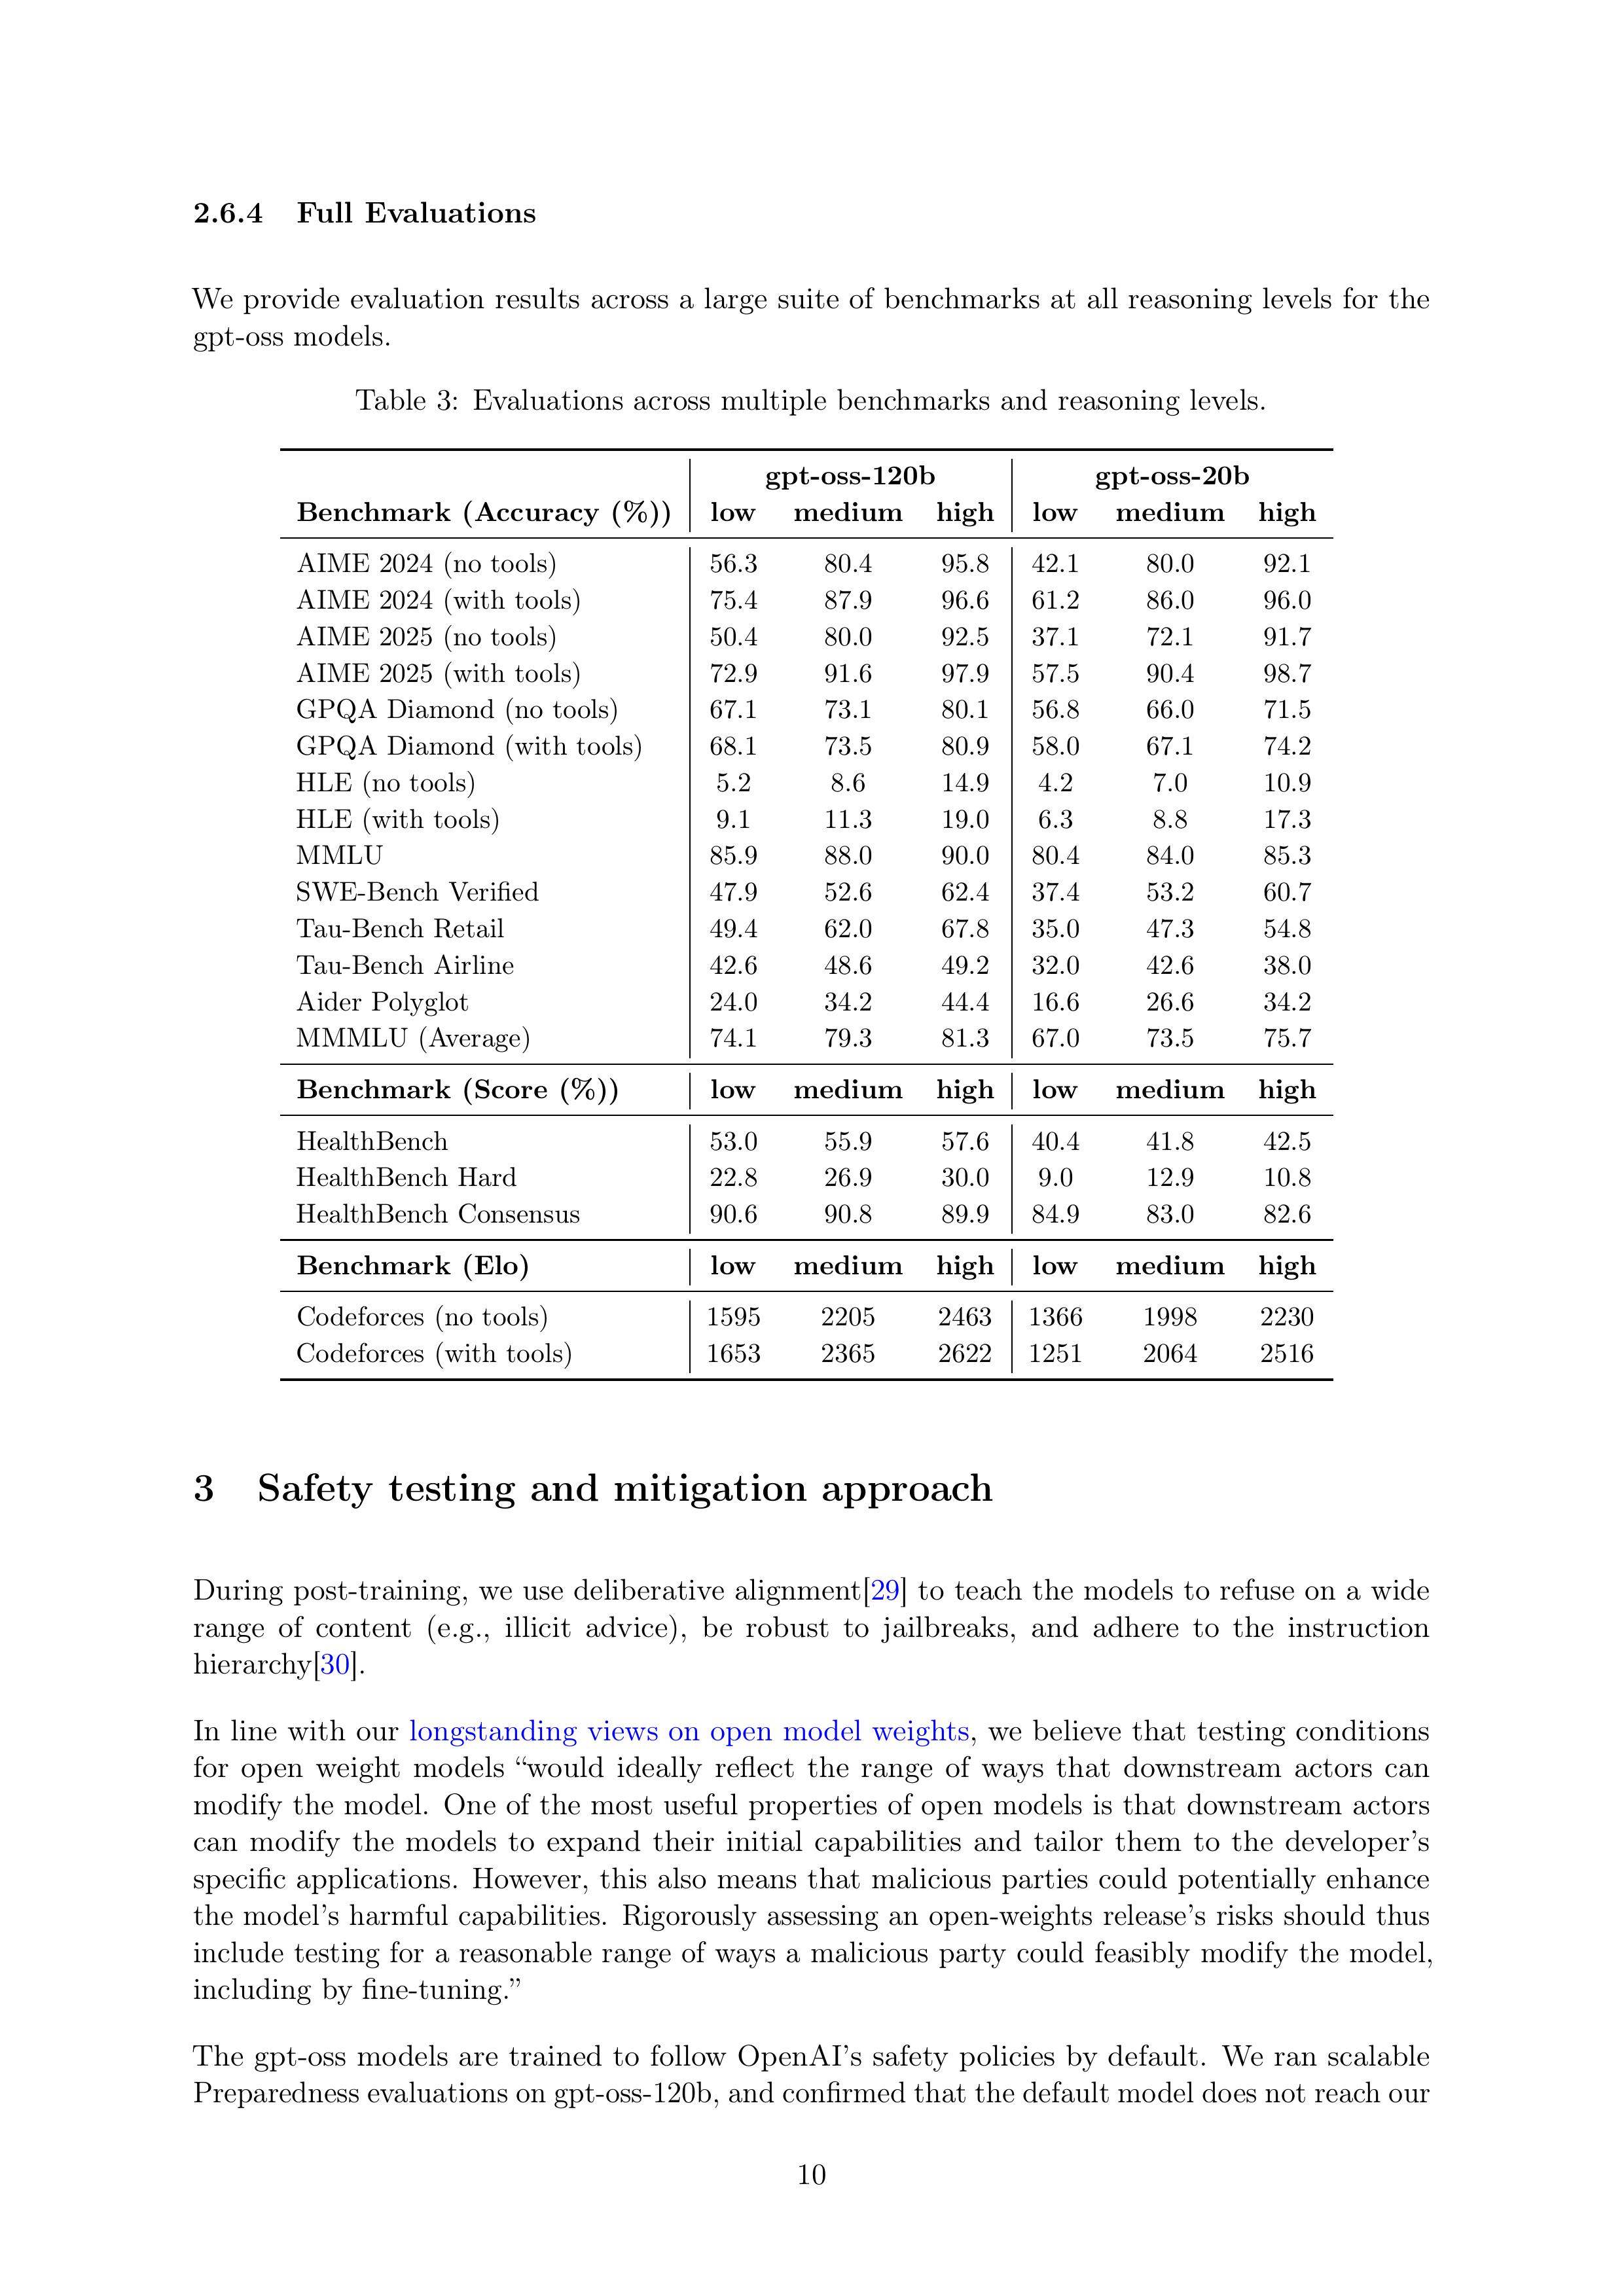 2.6.4 Full Evaluations
We provide evaluation results across a large suite of benchmarks at all reasoning levels for the
gpt-oss models.
Table 3: Evaluations across multiple benchmarks and reasoning levels.
gpt-oss-120b gpt-oss-20b
Benchmark (Accuracy (%)) low medium high low medium high
AIME 2024 (no tools) 56.3 80.4 95.8 42.1 80.0 92.1
AIME 2024 (with tools) 75.4 87.9 96.6 61.2 86.0 96.0
AIME 2025 (no tools) 50.4 80.0 92.5 37.1 72.1 91.7
AIME 2025 (with tools) 72.9 91.6 97.9 57.5 90.4 98.7
GPQA Diamond (no tools) 67.1 73.1 80.1 56.8 66.0 71.5
GPQA Diamond (with tools) 68.1 73.5 80.9 58.0 67.1 74.2
HLE (no tools) 5.2 8.6 14.9 4.2 7.0 10.9
HLE (with tools) 9.1 11.3 19.0 6.3 8.8 17.3
MMLU 85.9 88.0 90.0 80.4 84.0 85.3
SWE-Bench Verified 47.9 52.6 62.4 37.4 53.2 60.7
Tau-Bench Retail 49.4 62.0 67.8 35.0 47.3 54.8
Tau-Bench Airline 42.6 48.6 49.2 32.0 42.6 38.0
Aider Polyglot 24.0 34.2 44.4 16.6 26.6 34.2
MMMLU (Average) 74.1 79.3 81.3 67.0 73.5 75.7
Benchmark (Score (%)) low medium high low medium high
HealthBench 53.0 55.9 57.6 40.4 41.8 42.5
HealthBench Hard 22.8 26.9 30.0 9.0 12.9 10.8
HealthBench Consensus 90.6 90.8 89.9 84.9 83.0 82.6
Benchmark (Elo) low medium high low medium high
Codeforces (no tools) 1595 2205 2463 1366 1998 2230
Codeforces (with tools) 1653 2365 2622 1251 2064 2516
3 Safety testing and mitigation approach
During post-training, we use deliberative alignment[29] to teach the models to refuse on a wide
range of content (e.g., illicit advice), be robust to jailbreaks, and adhere to the instruction
hierarchy[30].
In line with our longstanding views on open model weights, we believe that testing conditions
for open weight models “would ideally reflect the range of ways that downstream actors can
modify the model. One of the most useful properties of open models is that downstream actors
can modify the models to expand their initial capabilities and tailor them to the developer’s
specific applications. However, this also means that malicious parties could potentially enhance
the model’s harmful capabilities. Rigorously assessing an open-weights release’s risks should thus
include testing for a reasonable range of ways a malicious party could feasibly modify the model,
including by fine-tuning.”
The gpt-oss models are trained to follow OpenAI’s safety policies by default. We ran scalable
Preparedness evaluations on gpt-oss-120b, and confirmed that the default model does not reach our
10